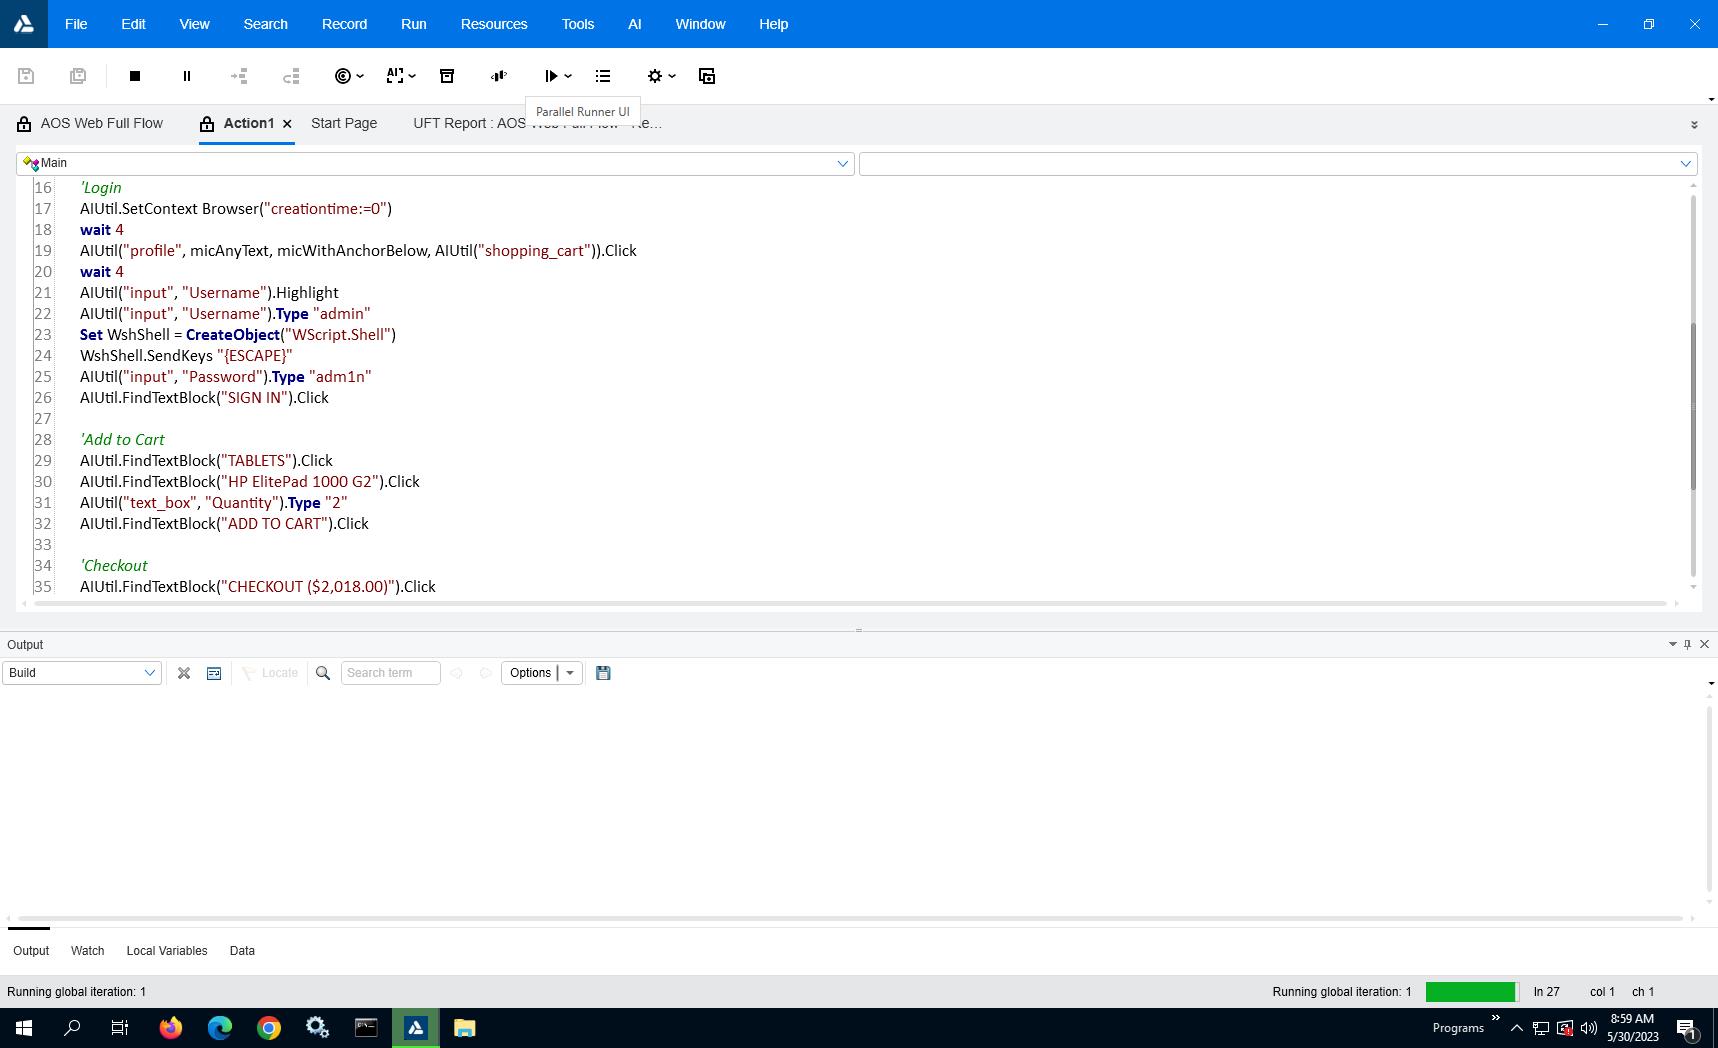 File Edit View Search Record Run Resources Tools AI Window Help
Parallel Runner UI
AOS Web Full Flow Action1 Start Page UFT Report : AOS
Main
16 'Login
17 AIUtil.SetContext Browser("creationtime:=0")
18 wait 4
19 AIUtil("profile", micAnyText, micWithAnchorBelow, AIUtil("shopping_cart")).Click
20 wait 4
21 AIUtil("input", "Username").Highlight
22 AIUtil("input", "Username").Type "admin"
23 Set WshShell = CreateObject("WScript.Shell")
24 WshShell.SendKeys "{ESCAPE}"
25 AIUtil("input", "Password").Type "adm1n"
26 AIUtil.FindTextBlock("SIGN IN").Click
27
28 'Add to Cart
29 AIUtil.FindTextBlock("TABLETS").Click
30 AIUtil.FindTextBlock("HP ElitePad 1000 G2").Click
31 AIUtil("text_box", "Quantity").Type "2"
32 AIUtil.FindTextBlock("ADD TO CART").Click
33
34 'Checkout
35 AIUtil.FindTextBlock("CHECKOUT ($2,018.00)").Click
Output
Build Locate Search term Options
Output Watch Local Variables Data
Running global iteration: 1 Running global iteration: 1 ln 27 col 1 ch 1
Programs 8:59 AM
5/30/2023 1